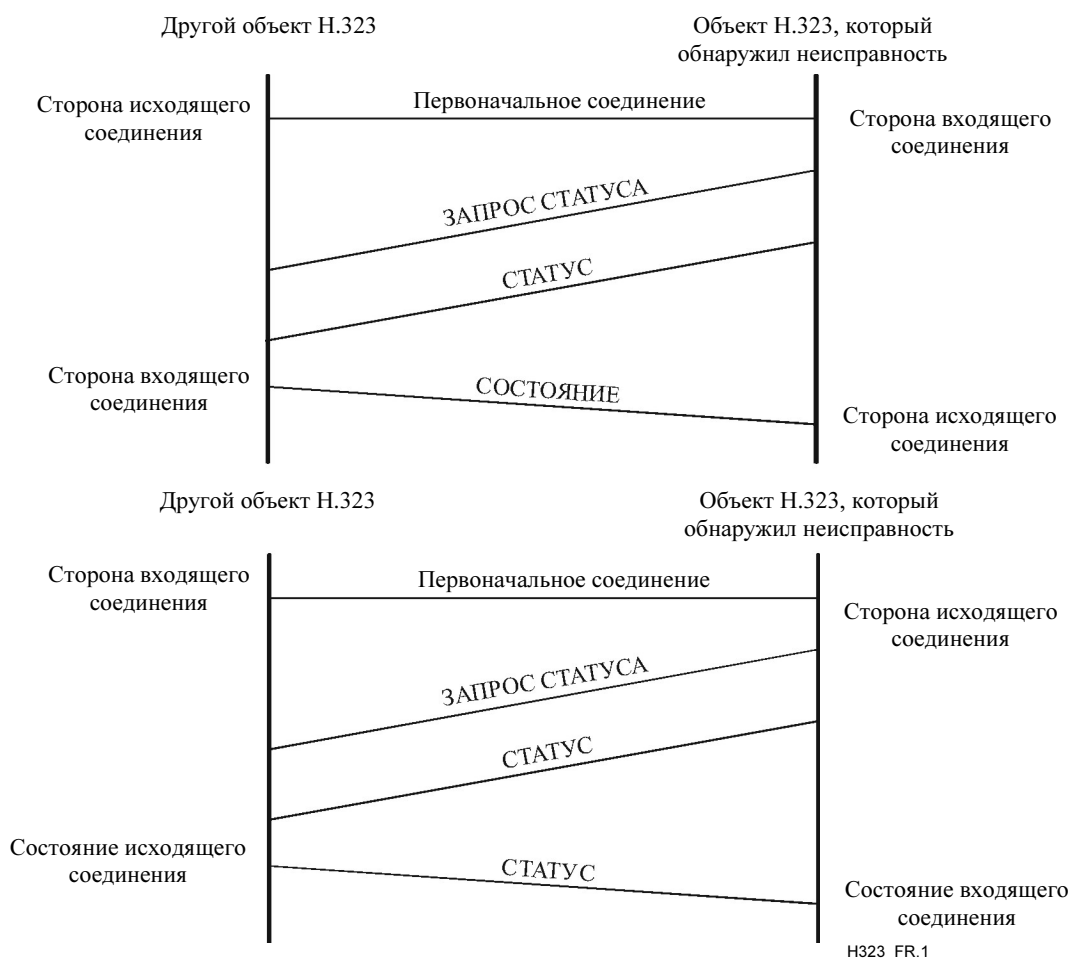 Другой объект H.323
Объект H.323, который
обнаружил неисправность
Сторона исходящего
соединения
Первоначальное соединение
Сторона входящего
соединения
ЗАПРОС СТАТУСА
СТАТУС
Сторона входящего
соединения
СОСТОЯНИЕ
Сторона исходящего
соединения
Другой объект H.323
Объект H.323, который
обнаружил неисправность
Сторона входящего
соединения
Первоначальное соединение
Сторона исходящего
соединения
ЗАПРОС СТАТУСА
СТАТУС
Состояние исходящего
соединения
СТАТУС
Состояние входящего
соединения
H323_FR.1